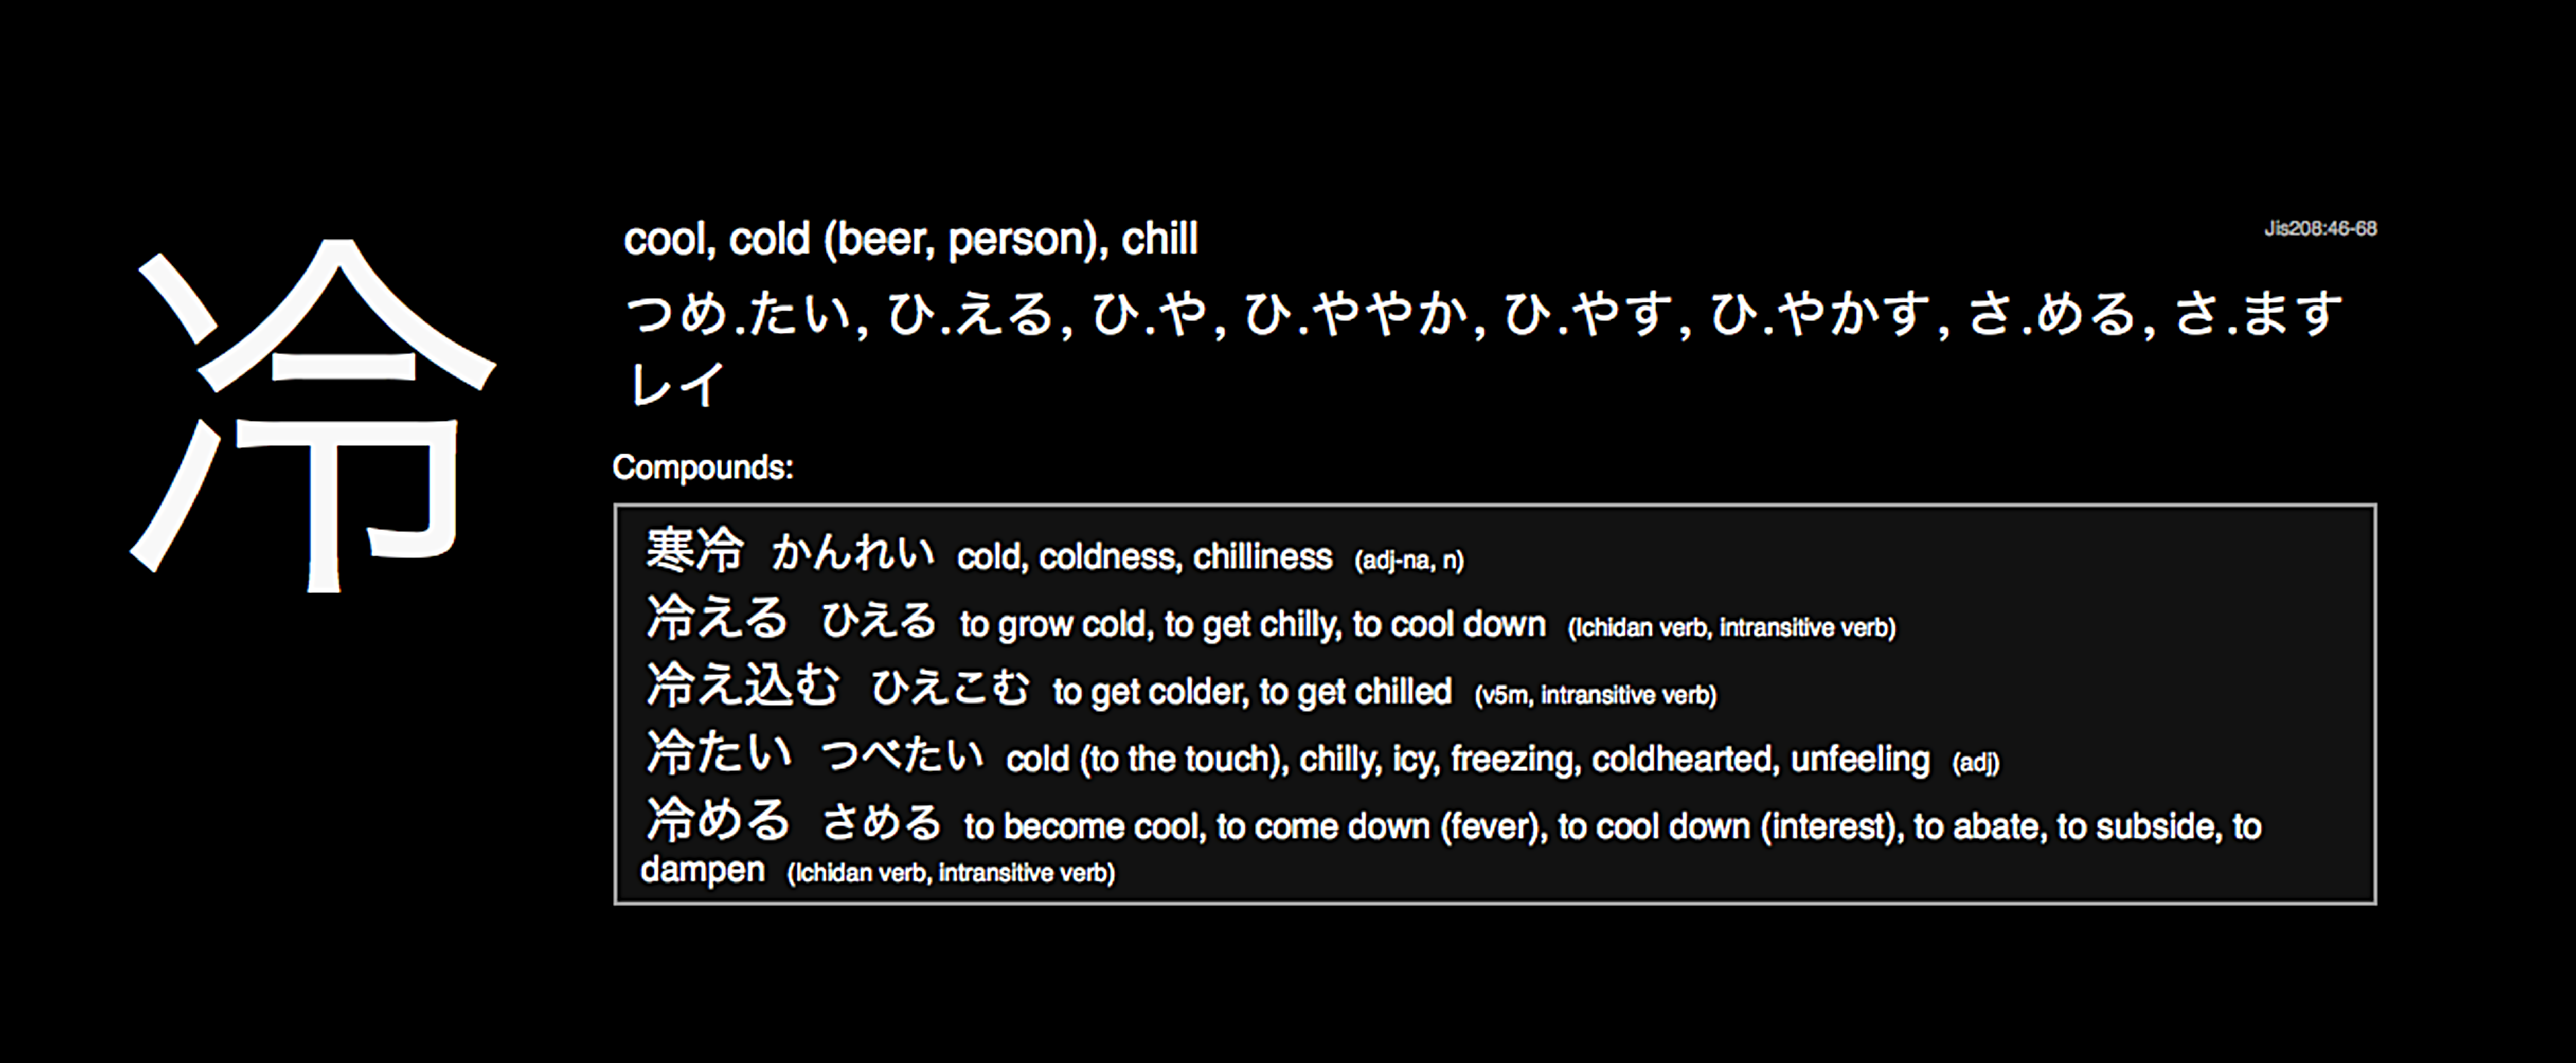 冷
cool, cold (beer, person), chill
Jis208:46-68
つめ.たい, ひ.える, ひ.や, ひ.ややか, ひ.やす, ひ.やかす, さ.める, さ.ます
レイ
Compounds:
寒冷 かんれい cold, coldness, chilliness (adj-na, n)
冷える ひえる to grow cold, to get chilly, to cool down (Ichidan verb, intransitive verb)
冷え込む ひえこむ to get colder, to get chilled (v5m, intransitive verb)
冷たい つべたい cold (to the touch), chilly, icy, freezing, coldhearted, unfeeling (adj)
冷める さめる to become cool, to come down (fever), to cool down (interest), to abate, to subside, to
dampen (Ichidan verb, intransitive verb)